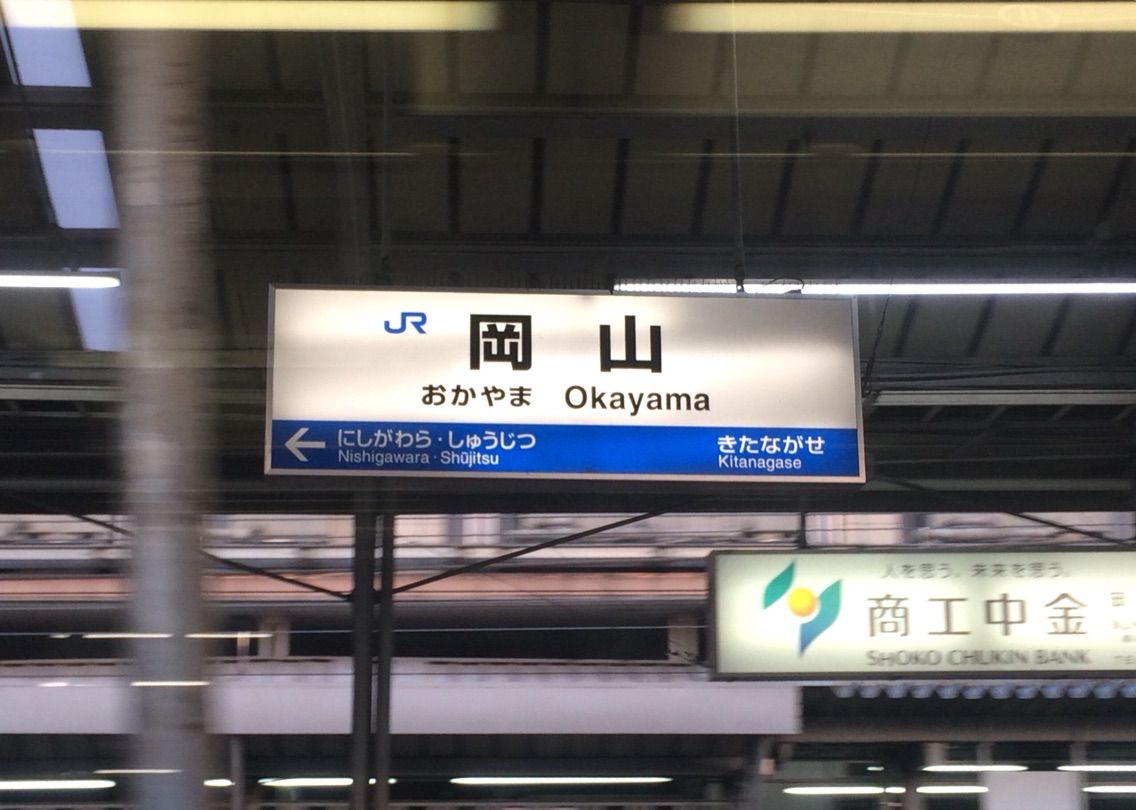 JR 岡山
おかやま Okayama
← にしがわら・しゅうじつ きたながせ
Nishigawara・Shūjitsu Kitanagase
人を思う。未来を思う。
商工中金
SHOKO CHUKIN BANK